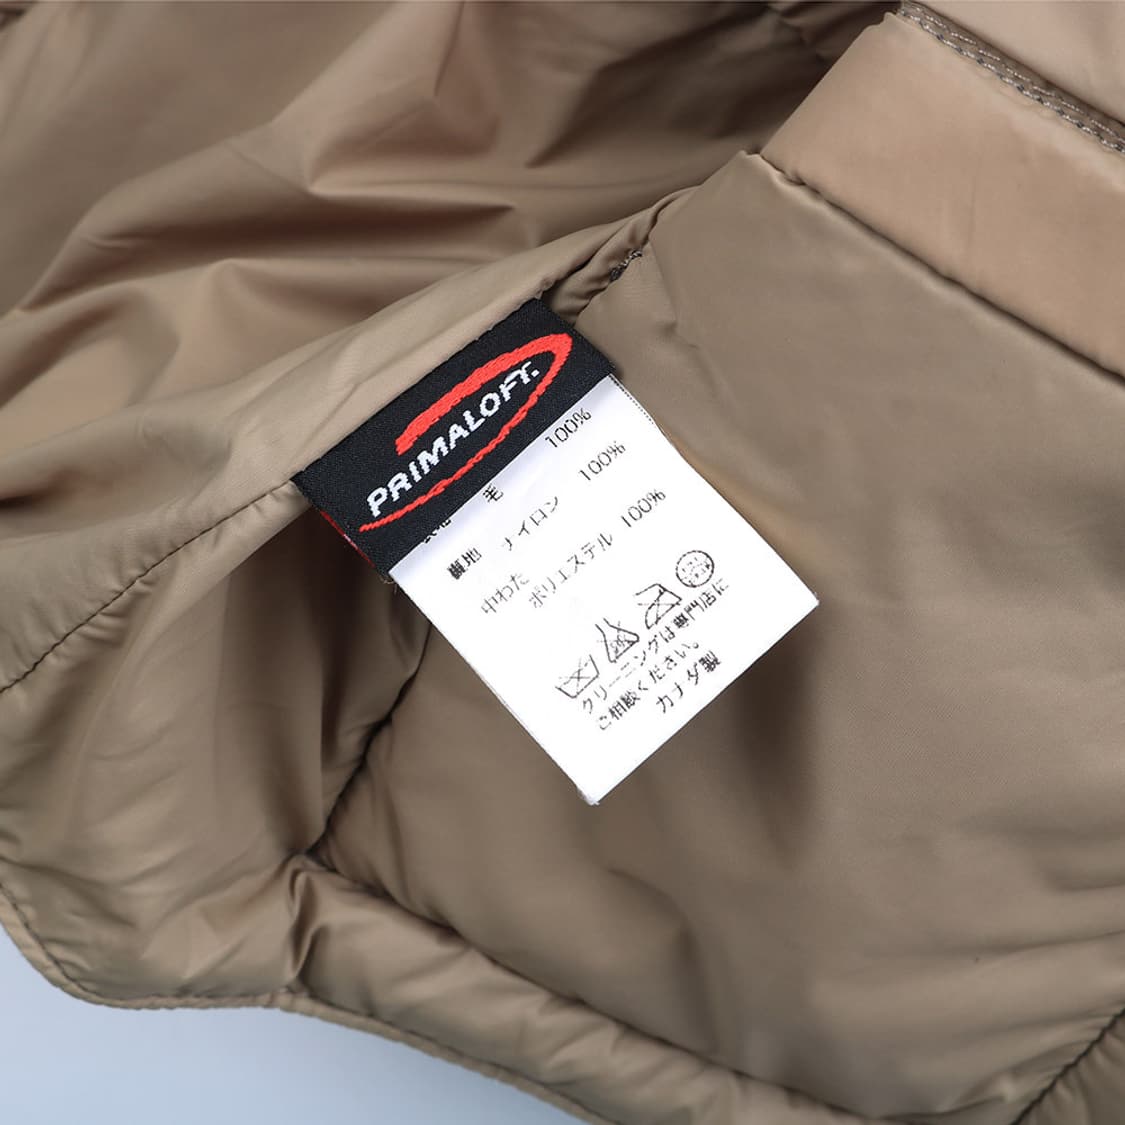 PRIMALOFT
毛 100%
裏地 ナイロン 100%
中わた ポリエステル 100%
クリーニングは専門店に
ご相談ください。
カナダ製